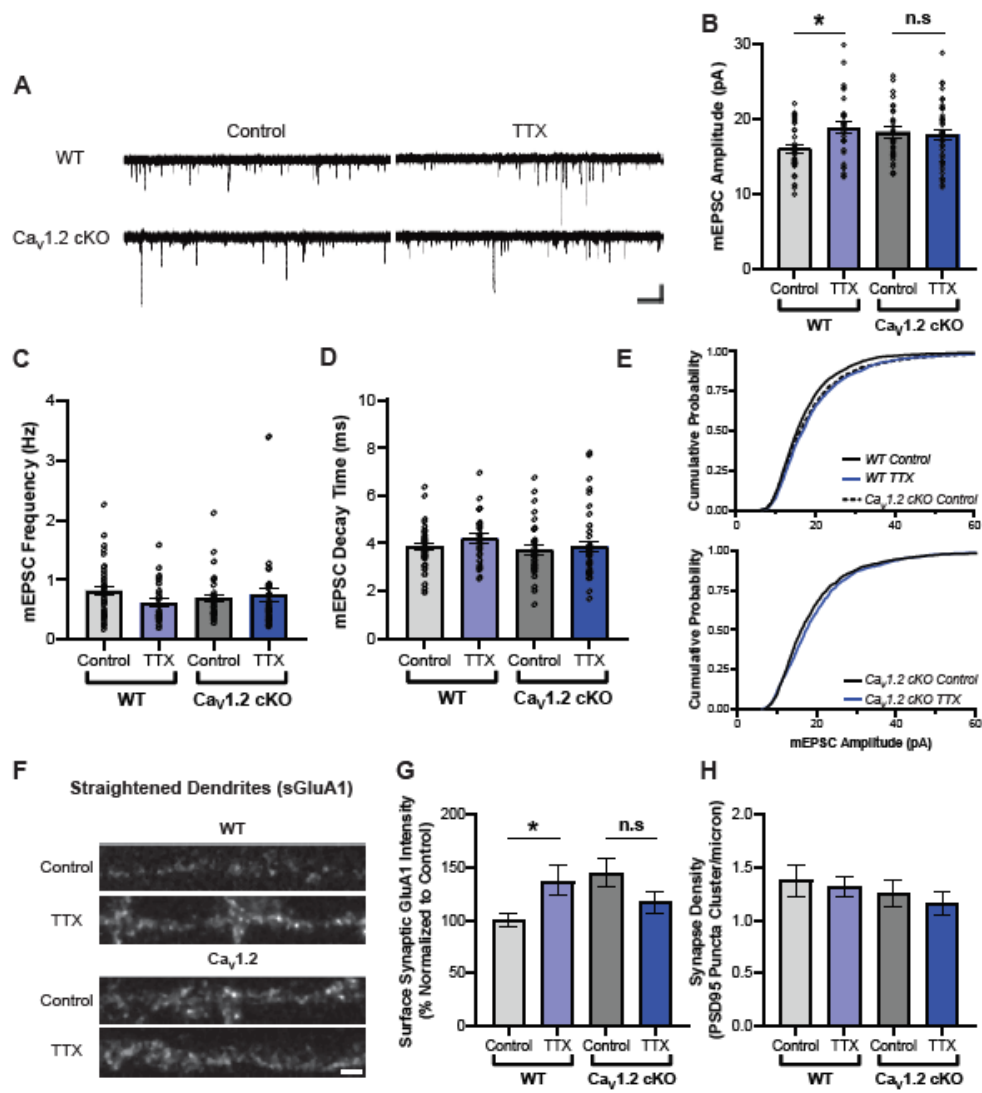 A
Control
TTX
WT
Cav1.2 cKO
B
*
n.s
mEPSC Amplitude (pA)
30
20
10
0
Control
TTX
Control
TTX
WT
Cav1.2 cKO
C
mEPSC Frequency (Hz)
4
3
2
1
0
Control
TTX
Control
TTX
WT
Cav1.2 cKO
D
mEPSC Decay Time (ms)
10
8
6
4
2
0
Control
TTX
Control
TTX
WT
Cav1.2 cKO
E
Cumulative Probability
1.00
0.75
0.50
0.25
0.00
WT Control
WT TTX
Cav1.2 cKO Control
0
20
40
60
Cumulative Probability
1.00
0.75
0.50
0.25
0.00
Cav1.2 cKO Control
Cav1.2 cKO TTX
0
20
40
60
mEPSC Amplitude (pA)
F
Straightened Dendrites (sGluA1)
WT
Control
TTX
Cav1.2
Control
TTX
G
Surface Synaptic GluA1 Intensity
(% Normalized to Control)
200
150
100
50
0
*
n.s
Control
TTX
Control
TTX
WT
Cav1.2 cKO
H
Synapse Density
(PSD95 Puncta Cluster/micron)
2.0
1.5
1.0
0.5
0.0
Control
TTX
Control
TTX
WT
Cav1.2 cKO